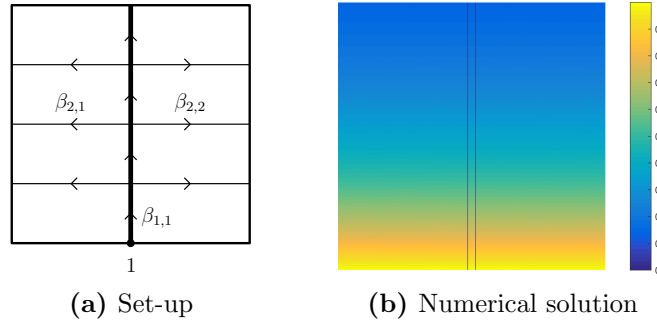 β2,1
β2,2
β1,1
1
(a) Set-up
(b) Numerical solution